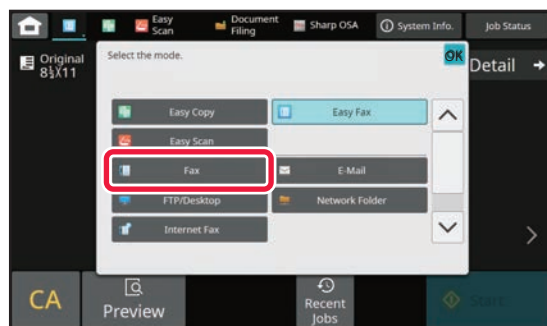 Easy Scan
Document Filing
Sharp OSA
System Info.
Job Status
Original
8½X11
Select the mode.
OK
Detail
Easy Copy
Easy Fax
Easy Scan
Fax
E-Mail
FTP/Desktop
Network Folder
Internet Fax
CA
Preview
Recent
Jobs
Start